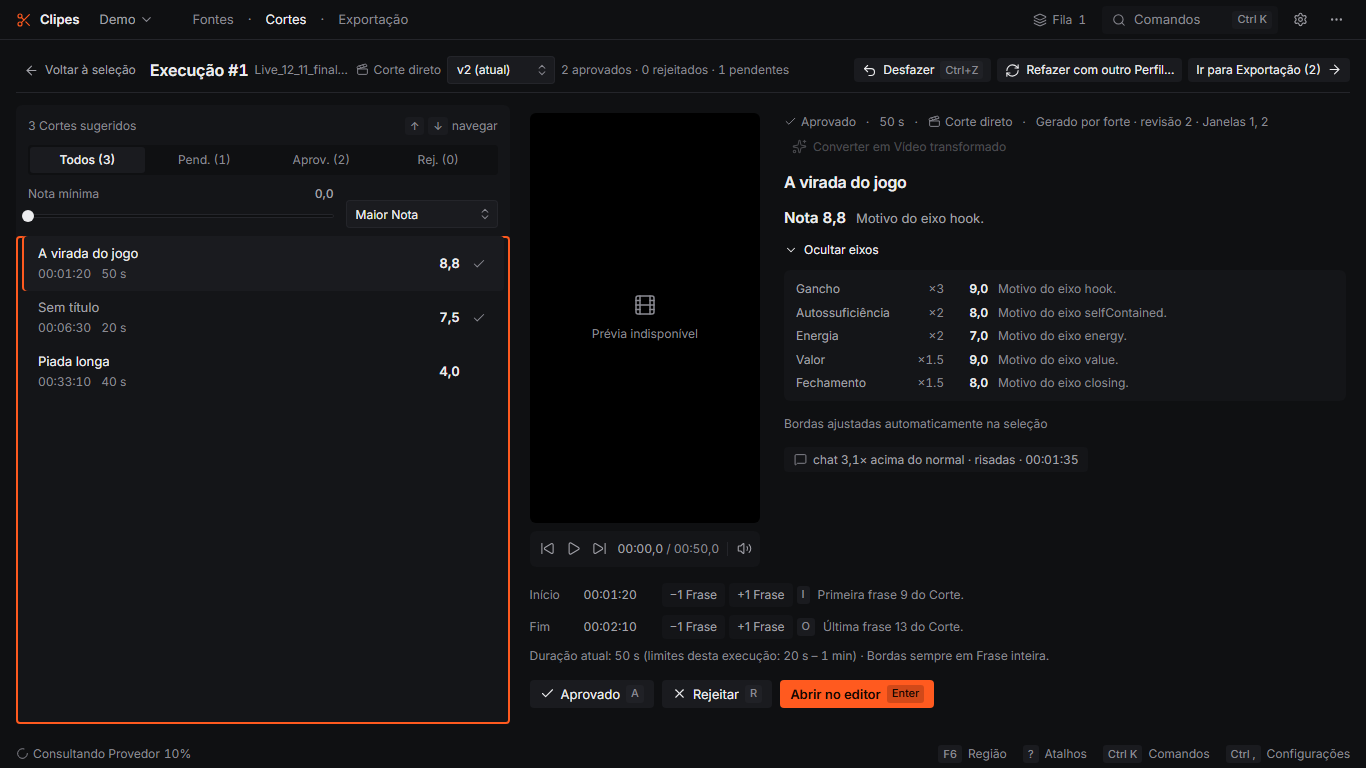 Clipes Demo Fontes · Cortes · Exportação Fila 1 Comandos Ctrl K
Voltar à seleção Execução #1 Live_12_11_final... Corte direto v2 (atual) 2 aprovados · 0 rejeitados · 1 pendentes Desfazer Ctrl+Z Refazer com outro Perfil... Ir para Exportação (2)
3 Cortes sugeridos ↑ ↓ navegar
Todos (3) Pend. (1) Aprov. (2) Rej. (0)
Nota mínima 0,0
Maior Nota
A virada do jogo
00:01:20 50 s
8,8
Sem título
00:06:30 20 s
7,5
Piada longa
00:33:10 40 s
4,0
Prévia indisponível
00:00,0 / 00:50,0
Aprovado · 50 s · Corte direto · Gerado por forte · revisão 2 · Janelas 1, 2
Converter em Vídeo transformado
A virada do jogo
Nota 8,8 Motivo do eixo hook.
Ocultar eixos
Gancho ×3 9,0 Motivo do eixo hook.
Autossuficiência ×2 8,0 Motivo do eixo selfContained.
Energia ×2 7,0 Motivo do eixo energy.
Valor ×1.5 9,0 Motivo do eixo value.
Fechamento ×1.5 8,0 Motivo do eixo closing.
Bordas ajustadas automaticamente na seleção
chat 3,1× acima do normal · risadas · 00:01:35
Início 00:01:20 −1 Frase +1 Frase I Primeira frase 9 do Corte.
Fim 00:02:10 −1 Frase +1 Frase O Última frase 13 do Corte.
Duração atual: 50 s (limites desta execução: 20 s – 1 min) · Bordas sempre em Frase inteira.
Aprovado A Rejeitar R Abrir no editor Enter
Consultando Provedor 10% F6 Região ? Atalhos Ctrl K Comandos Ctrl , Configurações